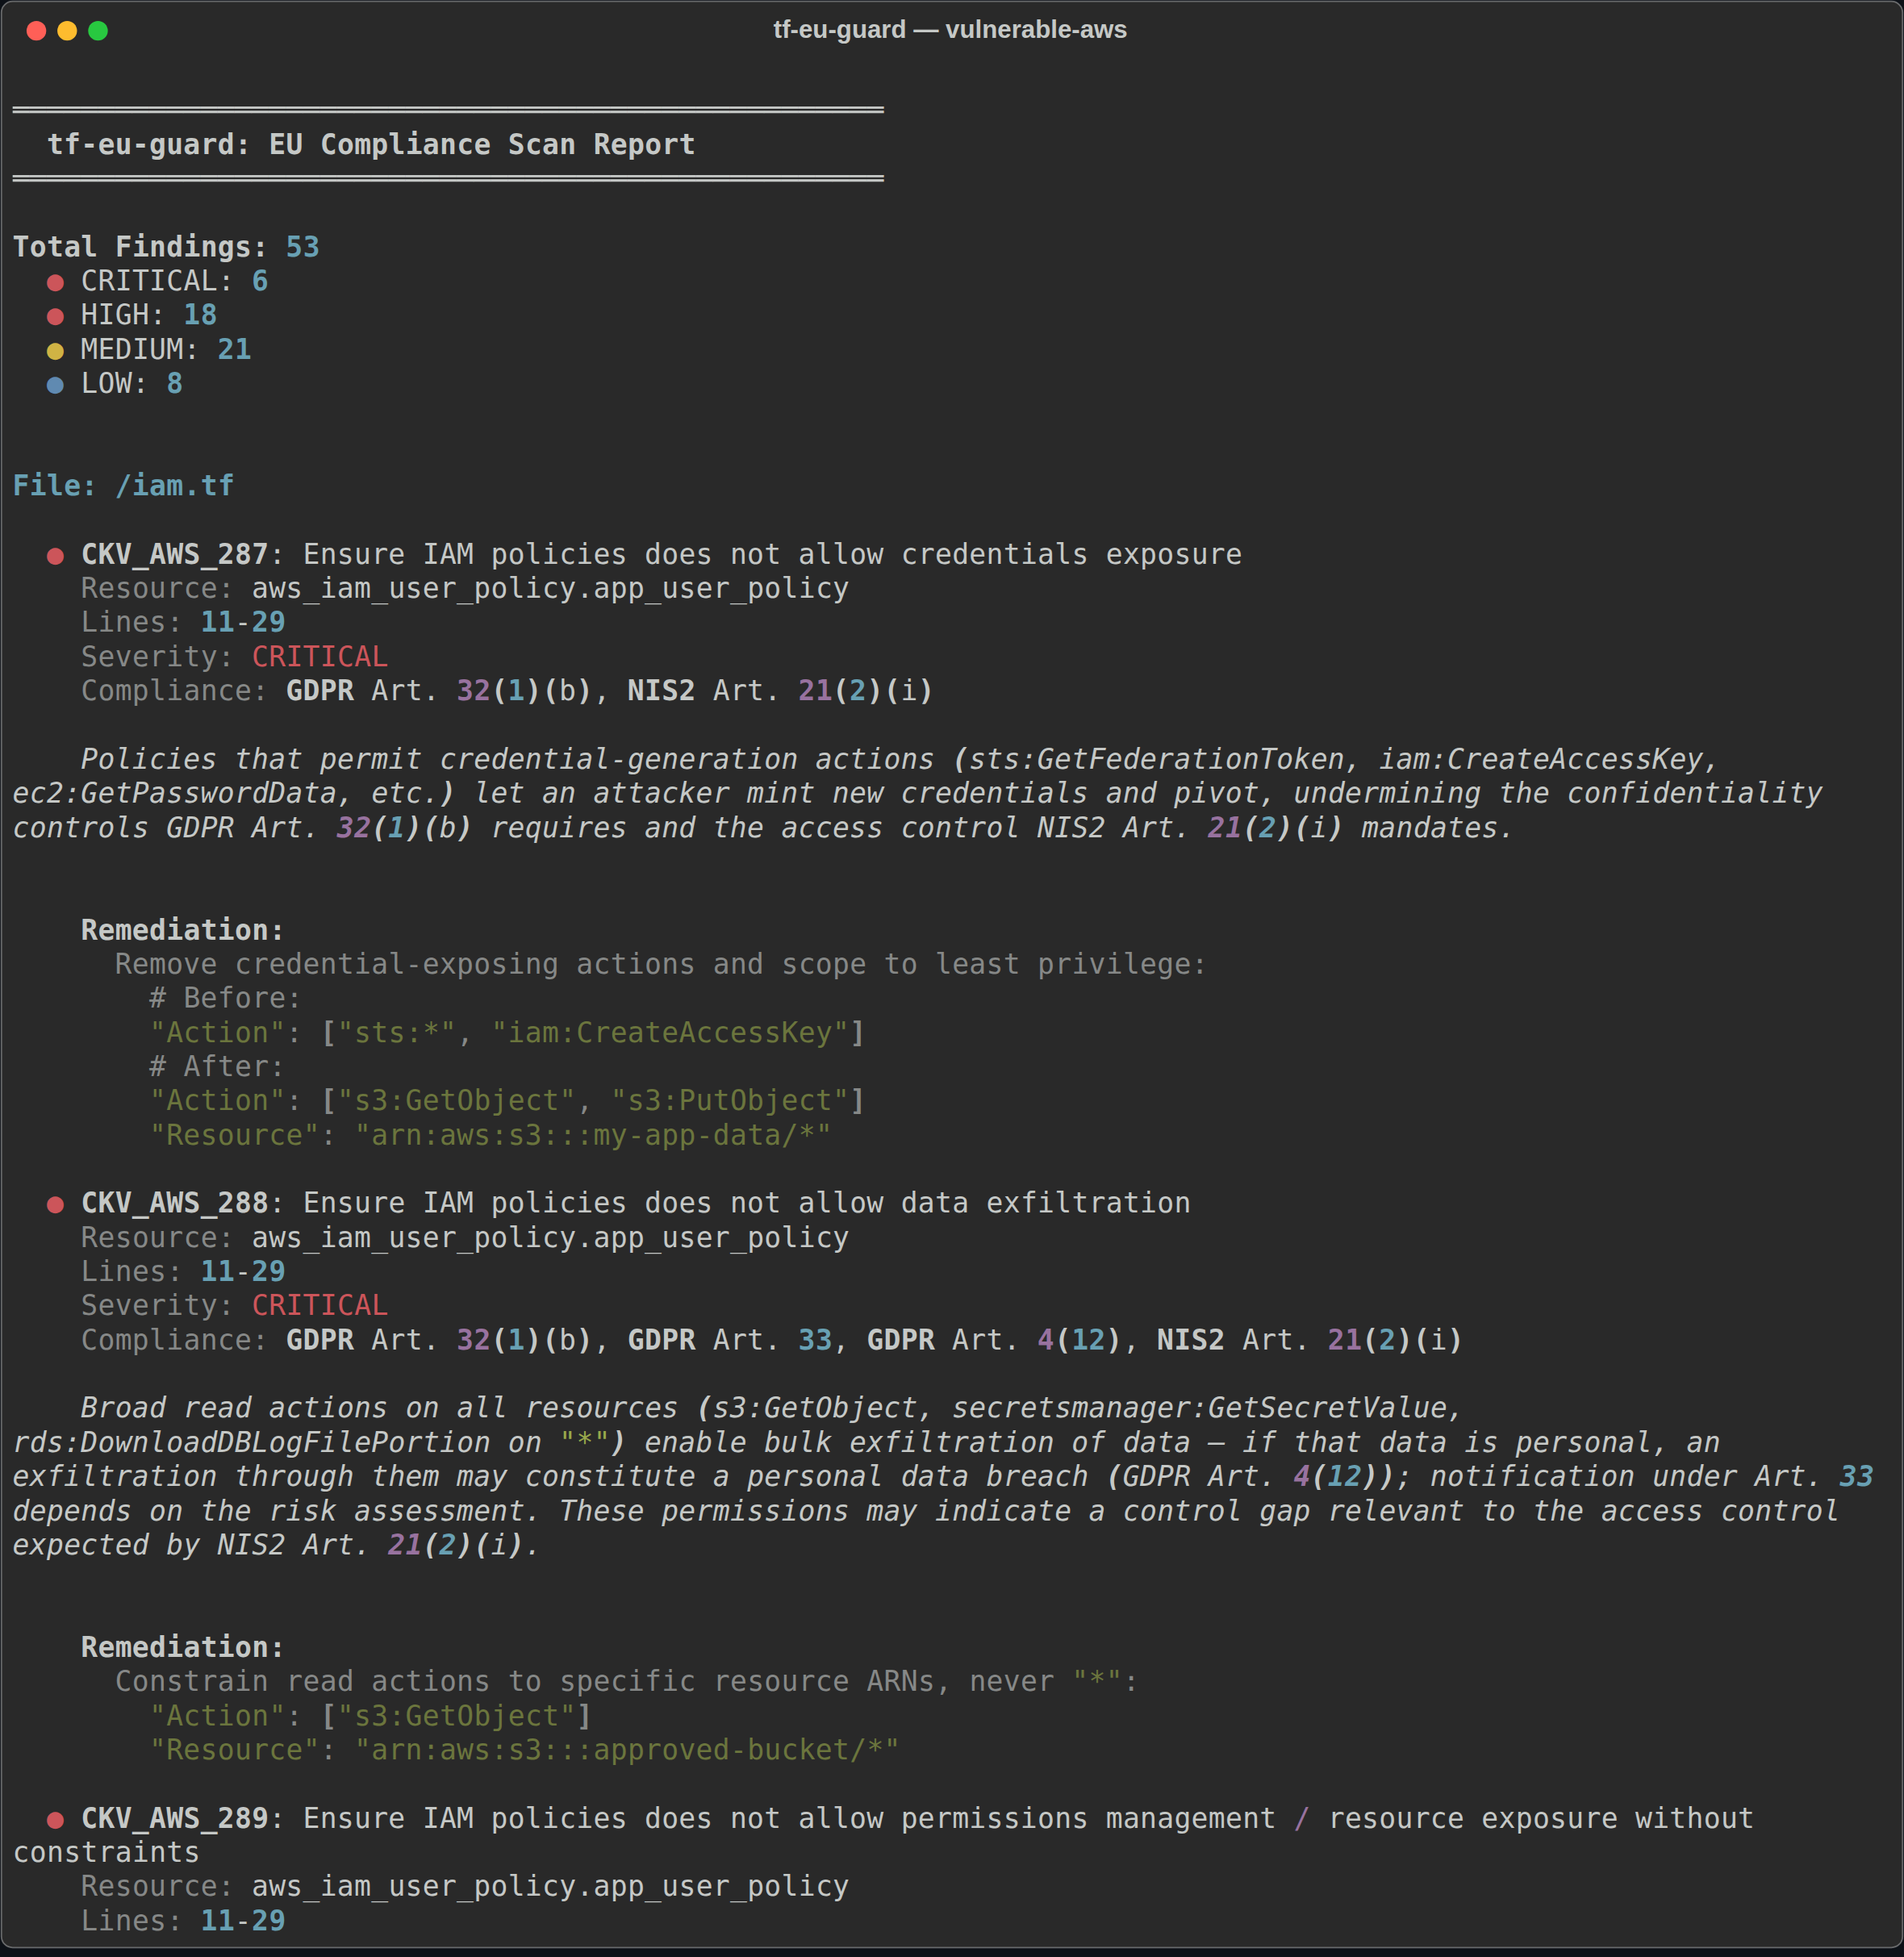 tf-eu-guard — vulnerable-aws
tf-eu-guard: EU Compliance Scan Report
Total Findings: 53
● CRITICAL: 6
● HIGH: 18
● MEDIUM: 21
● LOW: 8
File: /iam.tf
● CKV_AWS_287: Ensure IAM policies does not allow credentials exposure
Resource: aws_iam_user_policy.app_user_policy
Lines: 11-29
Severity: CRITICAL
Compliance: GDPR Art. 32(1)(b), NIS2 Art. 21(2)(i)
Policies that permit credential-generation actions (sts:GetFederationToken, iam:CreateAccessKey,
ec2:GetPasswordData, etc.) let an attacker mint new credentials and pivot, undermining the confidentiality
controls GDPR Art. 32(1)(b) requires and the access control NIS2 Art. 21(2)(i) mandates.
Remediation:
Remove credential-exposing actions and scope to least privilege:
# Before:
"Action": ["sts:*", "iam:CreateAccessKey"]
# After:
"Action": ["s3:GetObject", "s3:PutObject"]
"Resource": "arn:aws:s3:::my-app-data/*"
● CKV_AWS_288: Ensure IAM policies does not allow data exfiltration
Resource: aws_iam_user_policy.app_user_policy
Lines: 11-29
Severity: CRITICAL
Compliance: GDPR Art. 32(1)(b), GDPR Art. 33, GDPR Art. 4(12), NIS2 Art. 21(2)(i)
Broad read actions on all resources (s3:GetObject, secretsmanager:GetSecretValue,
rds:DownloadDBLogFilePortion on "*") enable bulk exfiltration of data — if that data is personal, an
exfiltration through them may constitute a personal data breach (GDPR Art. 4(12)); notification under Art. 33
depends on the risk assessment. These permissions may indicate a control gap relevant to the access control
expected by NIS2 Art. 21(2)(i).
Remediation:
Constrain read actions to specific resource ARNs, never "*":
"Action": ["s3:GetObject"]
"Resource": "arn:aws:s3:::approved-bucket/*"
● CKV_AWS_289: Ensure IAM policies does not allow permissions management / resource exposure without
constraints
Resource: aws_iam_user_policy.app_user_policy
Lines: 11-29